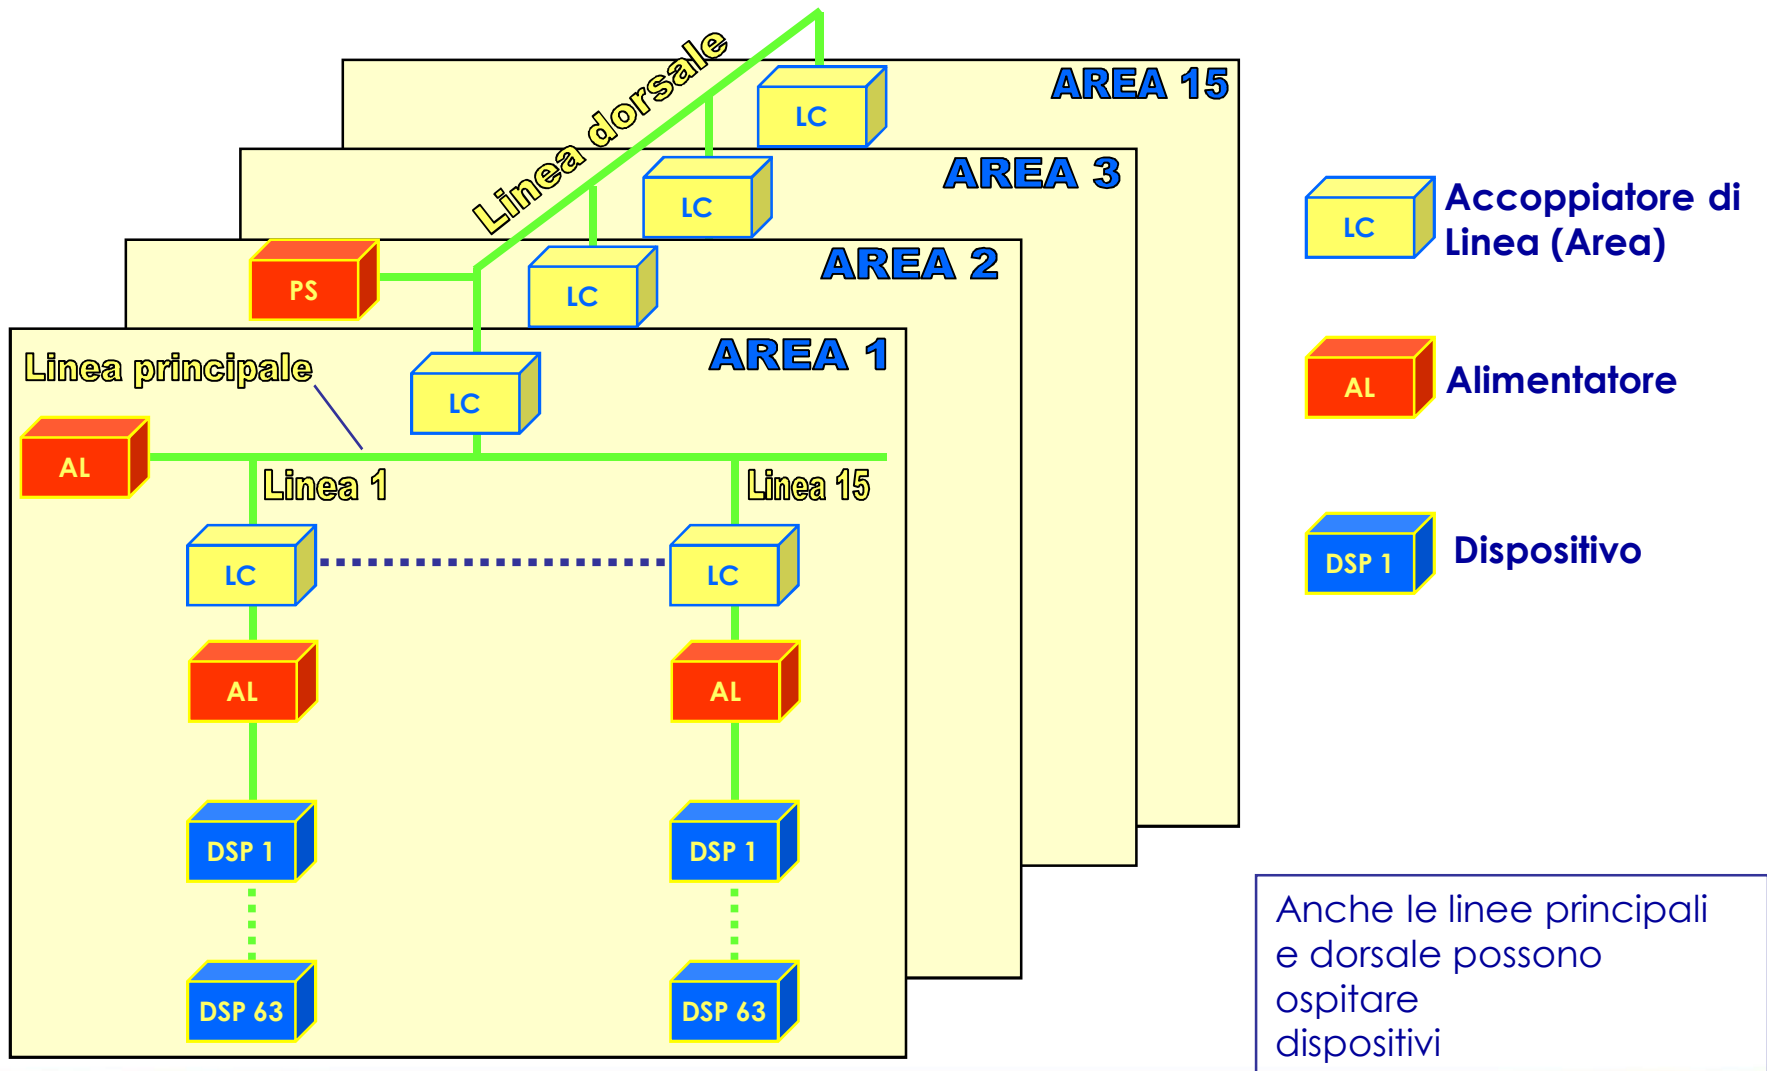 Linea dorsale
AREA 15
LC
AREA 3
LC
AREA 2
LC
PS
AREA 1
Linea principale
LC
AL
Linea 1
Linea 15
LC
LC
AL
AL
DSP 1
DSP 1
DSP 63
DSP 63
LC
Accoppiatore di
Linea (Area)
AL
Alimentatore
DSP 1
Dispositivo
Anche le linee principali
e dorsale possono
ospitare
dispositivi